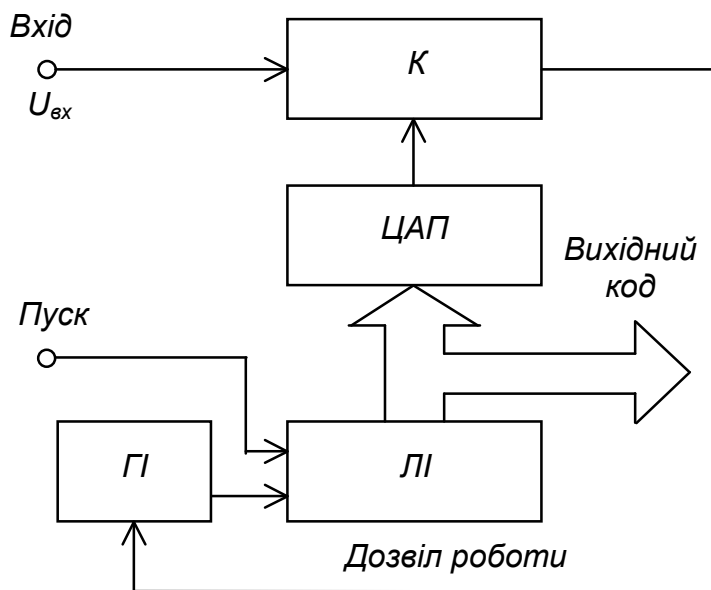 Вхід
К
Uвх
ЦАП
Вихідний
код
Пуск
ГІ
ЛІ
Дозвіл роботи